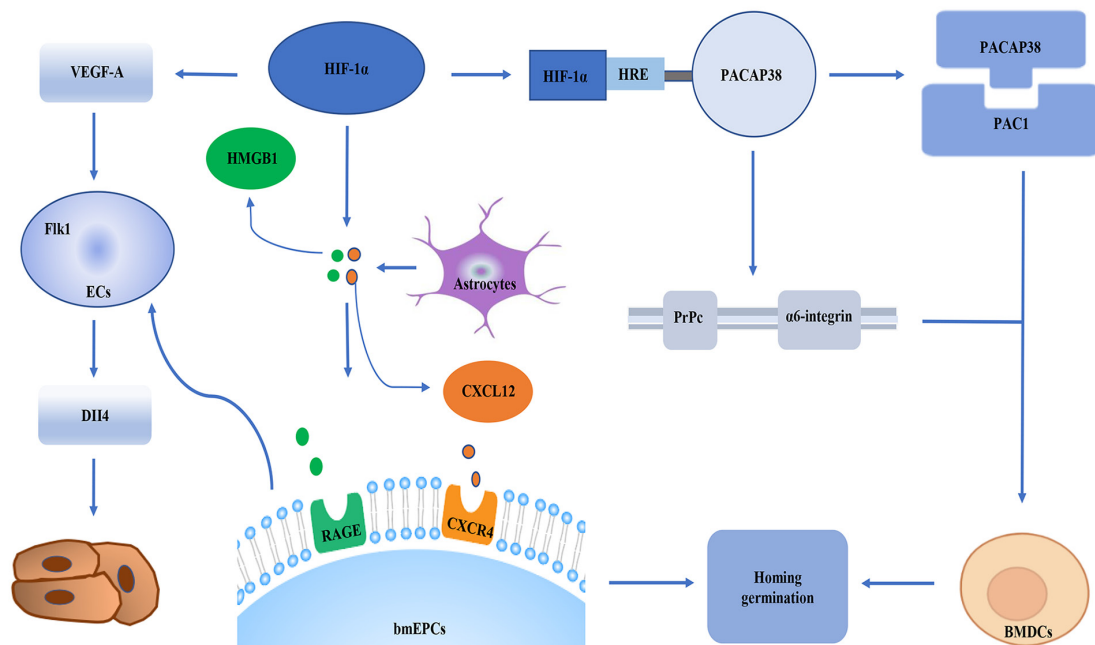 VEGF-A
HIF-1α
HIF-1α
HRE
PACAP38
PACAP38
PAC1
HMGB1
Flk1
ECs
Astrocytes
PrPc
α6-integrin
DII4
CXCL12
RAGE
CXCR4
Homing
germination
bmEPCs
BMDCs